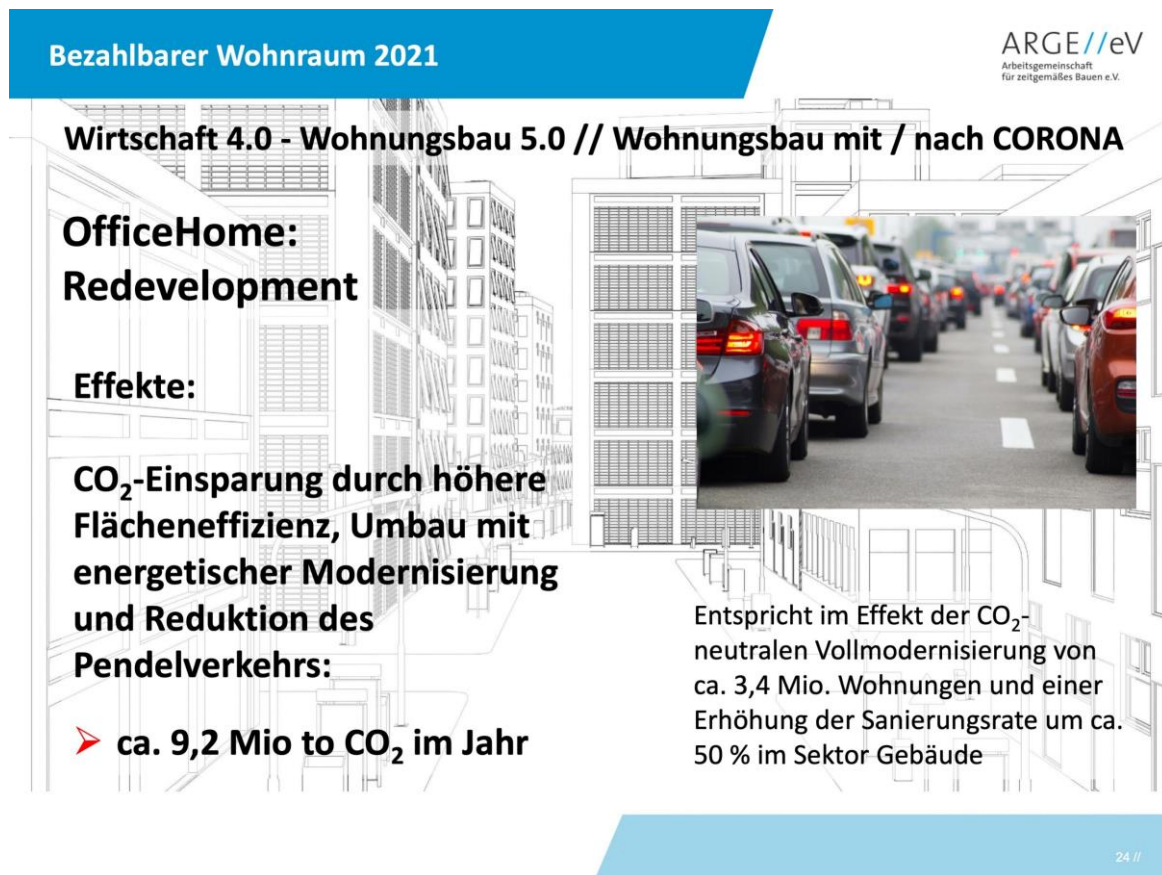 Bezahlbarer Wohnraum 2021
ARGE//eV
Arbeitsgemeinschaft
für zeitgemäßes Bauen e.V.
Wirtschaft 4.0 - Wohnungsbau 5.0 // Wohnungsbau mit / nach CORONA
OfficeHome:
Redevelopment
Effekte:
CO₂-Einsparung durch höhere
Flächeneffizienz, Umbau mit
energetischer Modernisierung
und Reduktion des
Pendelverkehrs:
➢ ca. 9,2 Mio to CO₂ im Jahr
Entspricht im Effekt der CO₂-
neutralen Vollmodernisierung von
ca. 3,4 Mio. Wohnungen und einer
Erhöhung der Sanierungsrate um ca.
50 % im Sektor Gebäude
24 //